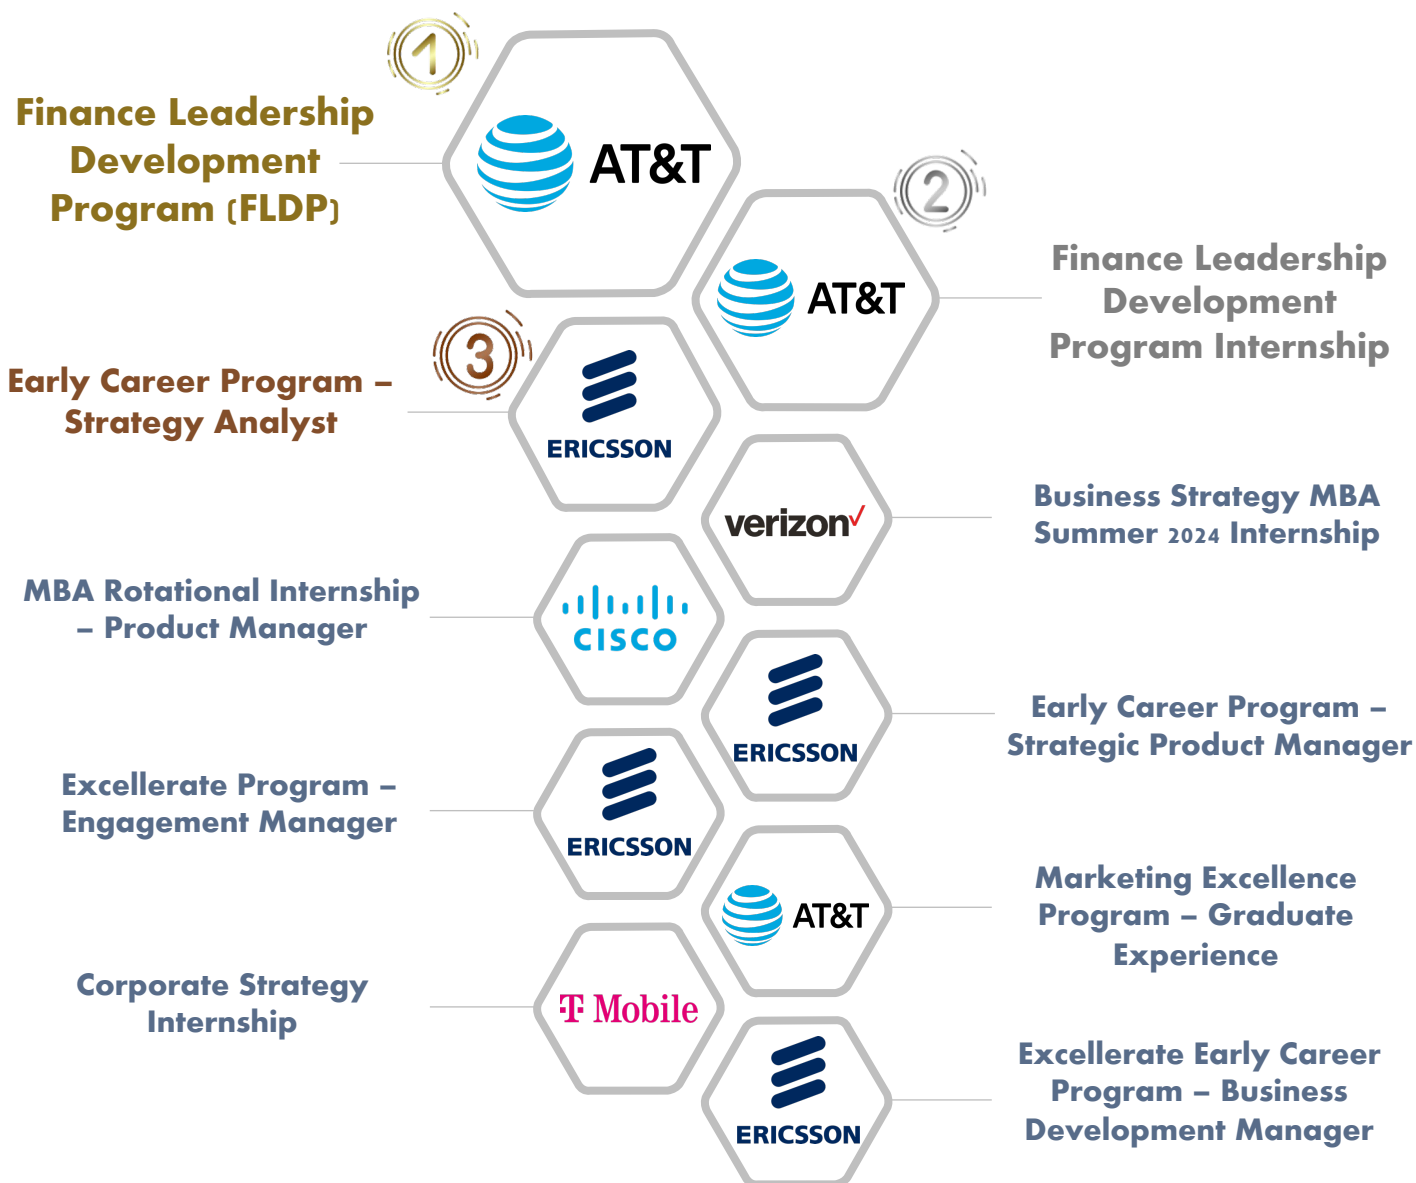 1
Finance Leadership
Development
Program (FLDP)
AT&T
2
AT&T
Finance Leadership
Development
Program Internship
3
Early Career Program –
Strategy Analyst
ERICSSON
verizon
Business Strategy MBA
Summer 2024 Internship
MBA Rotational Internship
– Product Manager
CISCO
ERICSSON
Early Career Program –
Strategic Product Manager
Excellerate Program –
Engagement Manager
ERICSSON
AT&T
Marketing Excellence
Program – Graduate
Experience
Corporate Strategy
Internship
T Mobile
ERICSSON
Excellerate Early Career
Program – Business
Development Manager